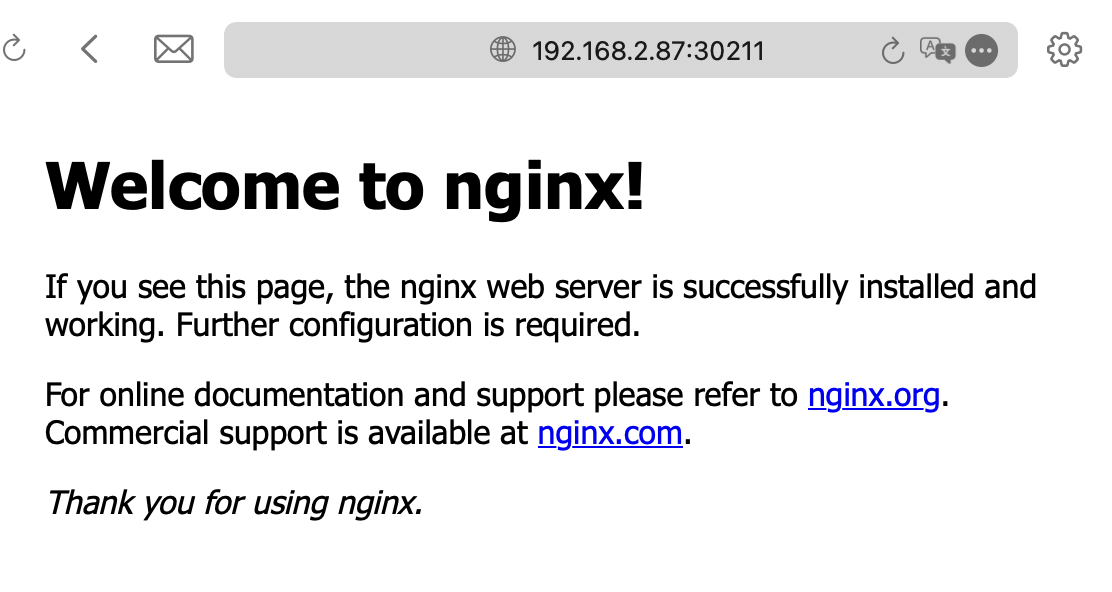 192.168.2.87:30211
Welcome to nginx!
If you see this page, the nginx web server is successfully installed and
working. Further configuration is required.
For online documentation and support please refer to nginx.org.
Commercial support is available at nginx.com.
Thank you for using nginx.